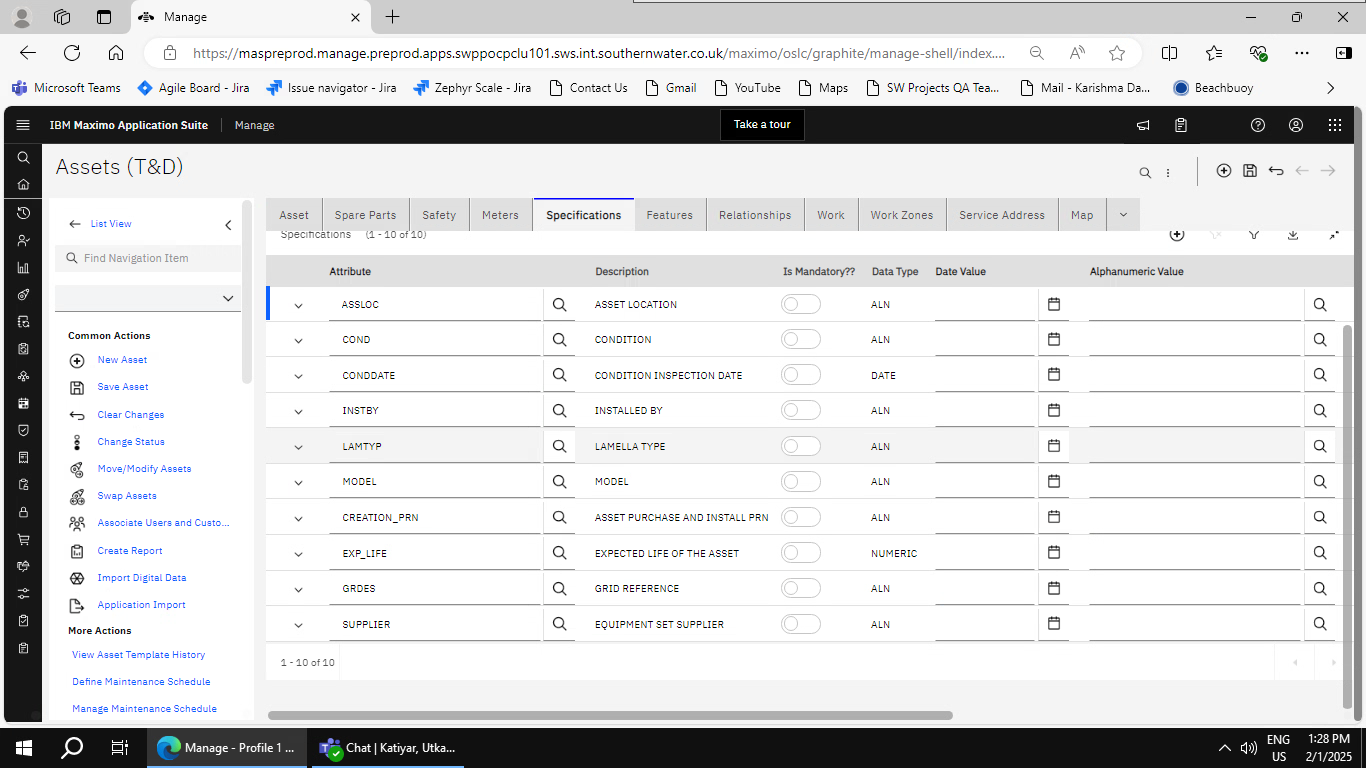 Manage
https://maspreprod.manage.preprod.apps.swppocpclu101.sws.int.southernwater.co.uk/maximo/oslc/graphite/manage-shell/index....
Microsoft Teams
Agile Board - Jira
Issue navigator - Jira
Zephyr Scale - Jira
Contact Us
Gmail
YouTube
Maps
SW Projects QA Tea...
Mail - Karishma Da...
Beachbuoy
IBM Maximo Application Suite
Manage
Take a tour
Assets (T&D)
List View
Find Navigation Item
Common Actions
New Asset
Save Asset
Clear Changes
Change Status
Move/Modify Assets
Swap Assets
Associate Users and Custo...
Create Report
Import Digital Data
Application Import
More Actions
View Asset Template History
Define Maintenance Schedule
Manage Maintenance Schedule
Asset Spare Parts Safety Meters Specifications Features Relationships Work Work Zones Service Address Map
Specifications (1 - 10 of 10)
Attribute Description Is Mandatory?? Data Type Date Value Alphanumeric Value
ASSLOC ASSET LOCATION ALN
COND CONDITION ALN
CONDDATE CONDITION INSPECTION DATE DATE
INSTBY INSTALLED BY ALN
LAMTYP LAMELLA TYPE ALN
MODEL MODEL ALN
CREATION_PRN ASSET PURCHASE AND INSTALL PRN ALN
EXP_LIFE EXPECTED LIFE OF THE ASSET NUMERIC
GRDES GRID REFERENCE ALN
SUPPLIER EQUIPMENT SET SUPPLIER ALN
1 - 10 of 10
Manage - Profile 1 ...
Chat | Katiyar, Utka...
ENG
US
1:28 PM
2/1/2025